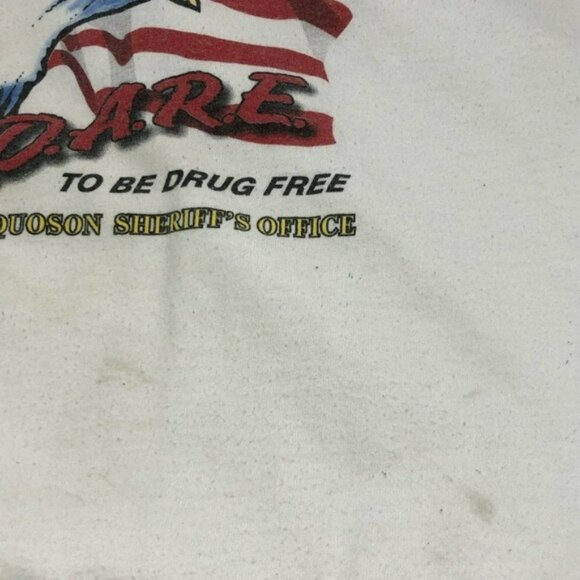 D.A.R.E.
TO BE DRUG FREE
QUOSON SHERIFF'S OFFICE